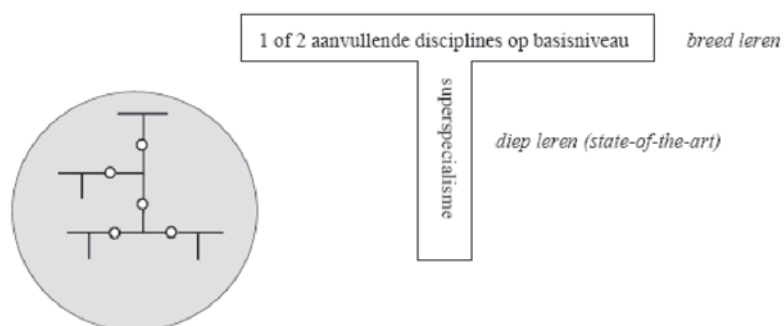 1 of 2 aanvullende disciplines op basisniveau
breed leren
superspecialisme
diep leren (state-of-the-art)